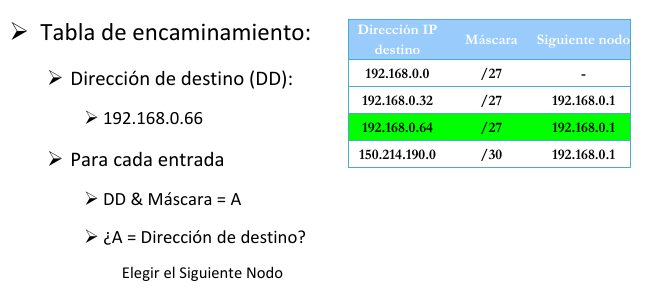 Tabla de encaminamiento:
Dirección de destino (DD):
192.168.0.66
Para cada entrada
DD & Máscara = A
¿A = Dirección de destino?
Elegir el Siguiente Nodo
Dirección IP
destino
Máscara
Siguiente nodo
192.168.0.0 /27 -
192.168.0.32 /27 192.168.0.1
192.168.0.64 /27 192.168.0.1
150.214.190.0 /30 192.168.0.1